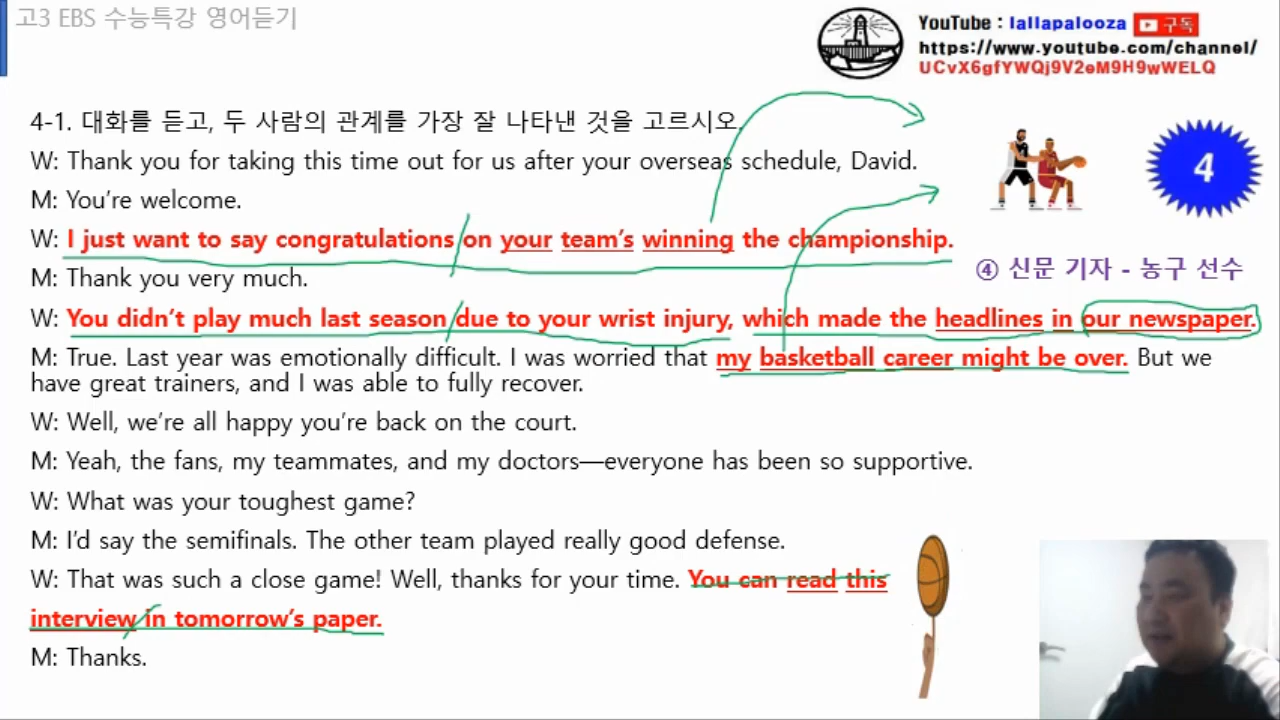 고3 EBS 수능특강 영어듣기
YouTube : lallapalooza 구독
https://www.youtube.com/channel/
UCvX6gfYWQj9V2eM9H9wWELQ
4-1. 대화를 듣고, 두 사람의 관계를 가장 잘 나타낸 것을 고르시오.
W: Thank you for taking this time out for us after your overseas schedule, David.
4
M: You're welcome.
W: I just want to say congratulations on your team's winning the championship.
④ 신문 기자 - 농구 선수
M: Thank you very much.
W: You didn't play much last season due to your wrist injury, which made the headlines in our newspaper.
M: True. Last year was emotionally difficult. I was worried that my basketball career might be over. But we
have great trainers, and I was able to fully recover.
W: Well, we're all happy you're back on the court.
M: Yeah, the fans, my teammates, and my doctors—everyone has been so supportive.
W: What was your toughest game?
M: I'd say the semifinals. The other team played really good defense.
W: That was such a close game! Well, thanks for your time. You can read this
interview in tomorrow's paper.
M: Thanks.